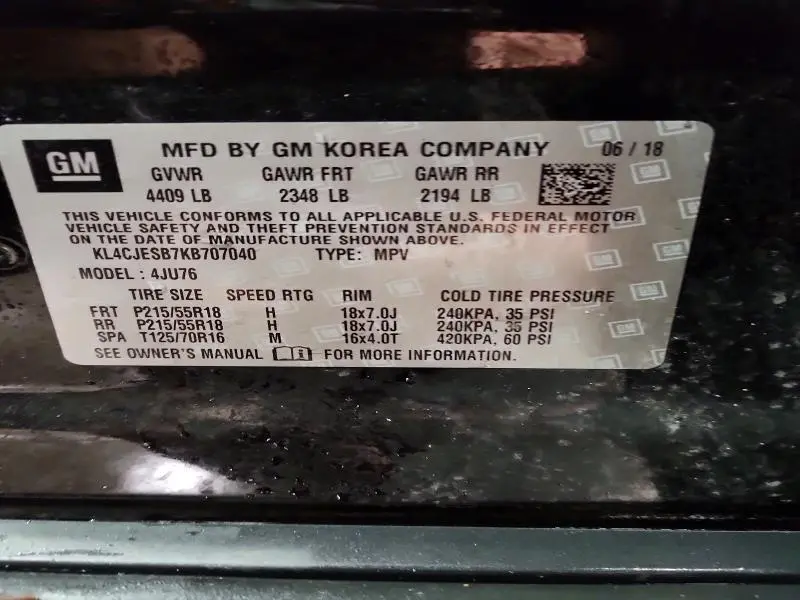 GM MFD BY GM KOREA COMPANY 06 / 18
GVWR GAWR FRT GAWR RR
4409 LB 2348 LB 2194 LB
THIS VEHICLE CONFORMS TO ALL APPLICABLE U.S. FEDERAL MOTOR
VEHICLE SAFETY AND THEFT PREVENTION STANDARDS IN EFFECT
ON THE DATE OF MANUFACTURE SHOWN ABOVE.
KL4CJESB7KB707040 TYPE: MPV
MODEL : 4JU76
TIRE SIZE SPEED RTG RIM COLD TIRE PRESSURE
FRT P215/55R18 H 18x7.0J 240KPA, 35 PSI
RR P215/55R18 H 18x7.0J 240KPA, 35 PSI
SPA T125/70R16 M 16x4.0T 420KPA, 60 PSI
SEE OWNER'S MANUAL FOR MORE INFORMATION.